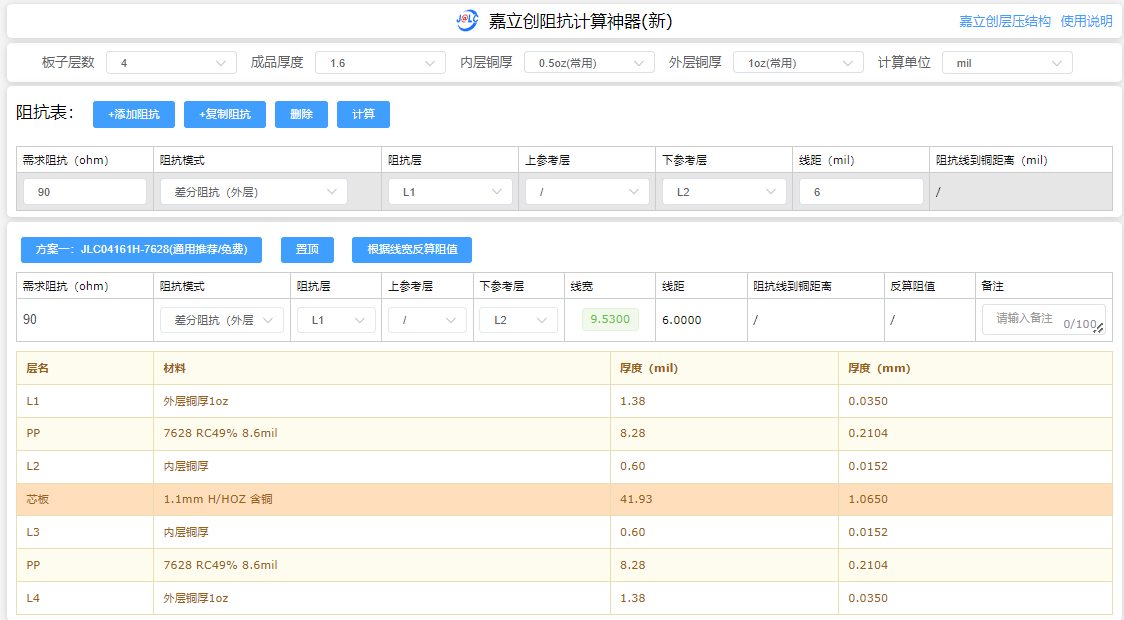 JLC 嘉立创阻抗计算神器(新) 嘉立创层压结构 使用说明
板子层数 4 成品厚度 1.6 内层铜厚 0.5oz(常用) 外层铜厚 1oz(常用) 计算单位 mil
阻抗表： +添加阻抗 +复制阻抗 删除 计算
需求阻抗（ohm） 阻抗模式 阻抗层 上参考层 下参考层 线距（mil） 阻抗线到铜距离（mil）
90 差分阻抗（外层） L1 / L2 6 /
方案一：JLC04161H-7628(通用推荐/免费) 置顶 根据线宽反算阻值
需求阻抗（ohm） 阻抗模式 阻抗层 上参考层 下参考层 线宽 线距 阻抗线到铜距离 反算阻值 备注
90 差分阻抗（外层 L1 / L2 9.5300 6.0000 / / 请输入备注 0/100
层名 材料 厚度（mil） 厚度（mm）
L1 外层铜厚1oz 1.38 0.0350
PP 7628 RC49% 8.6mil 8.28 0.2104
L2 内层铜厚 0.60 0.0152
芯板 1.1mm H/HOZ 含铜 41.93 1.0650
L3 内层铜厚 0.60 0.0152
PP 7628 RC49% 8.6mil 8.28 0.2104
L4 外层铜厚1oz 1.38 0.0350